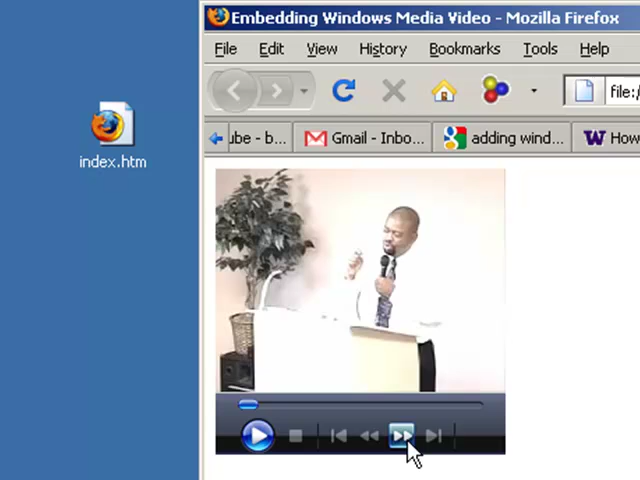 Embedding Windows Media Video - Mozilla Firefox
File Edit View History Bookmarks Tools Help
file:/
ube - b... Gmail - Inbo... adding wind... How
index.htm